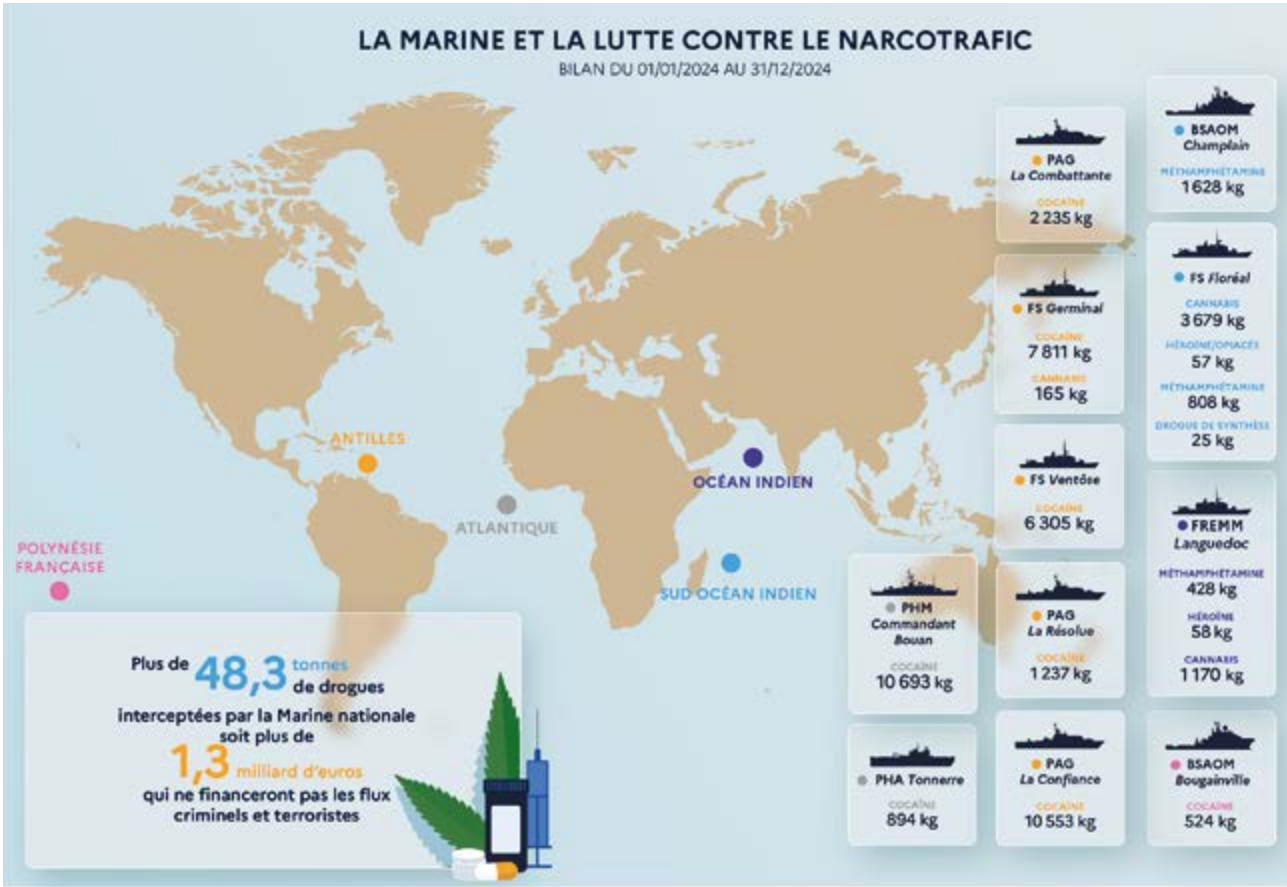 LA MARINE ET LA LUTTE CONTRE LE NARCOTRAFIC
BILAN DU 01/01/2024 AU 31/12/2024
ANTILLES
ATLANTIQUE
OCÉAN INDIEN
SUD OCÉAN INDIEN
POLYNÉSIE
FRANÇAISE
Plus de 48,3 tonnes
de drogues
interceptées par la Marine nationale
soit plus de
1,3 milliard d'euros
qui ne financeront pas les flux
criminels et terroristes
PHM
Commandant
Bouan
COCAÏNE
10 693 kg
PHA Tonnerre
COCAÏNE
894 kg
PAG
La Combattante
COCAÏNE
2 235 kg
FS Germinal
COCAÏNE
7 811 kg
CANNABIS
165 kg
FS Ventôse
COCAÏNE
6 305 kg
PAG
La Résolue
COCAÏNE
1 237 kg
PAG
La Confiance
COCAÏNE
10 553 kg
BSAOM
Champlain
MÉTHAMPHÉTAMINE
1 628 kg
FS Floréal
CANNABIS
3 679 kg
HÉROÏNE/OPIACÉS
57 kg
MÉTHAMPHÉTAMINE
808 kg
DROGUE DE SYNTHÈSE
25 kg
FREMM
Languedoc
MÉTHAMPHÉTAMINE
428 kg
HÉROÏNE
58 kg
CANNABIS
1 170 kg
BSAOM
Bougainville
COCAÏNE
524 kg